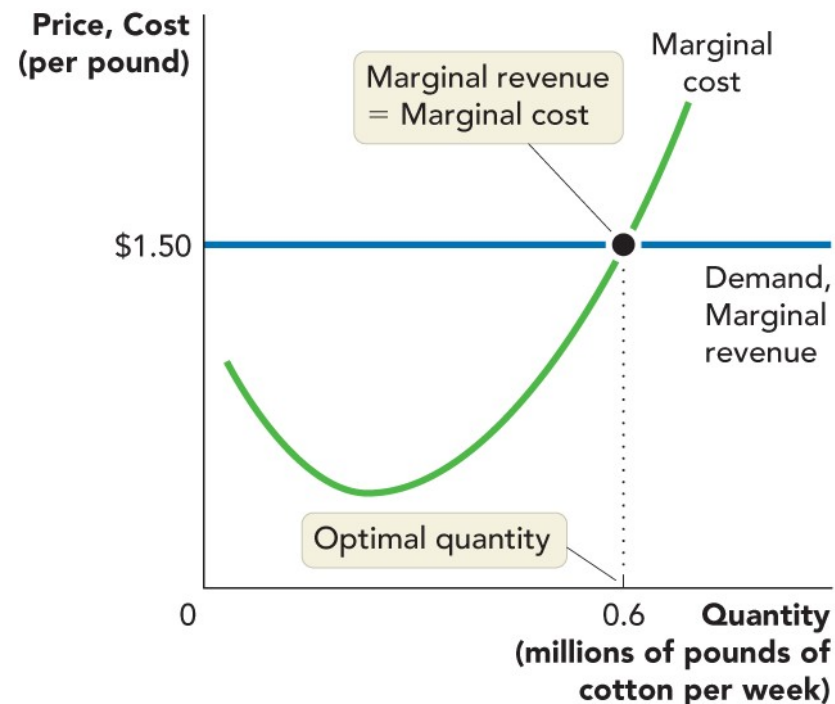 Price, Cost
(per pound)
Marginal
cost
Marginal revenue
= Marginal cost
$1.50
Demand,
Marginal
revenue
Optimal quantity
0
0.6
Quantity
(millions of pounds of
cotton per week)